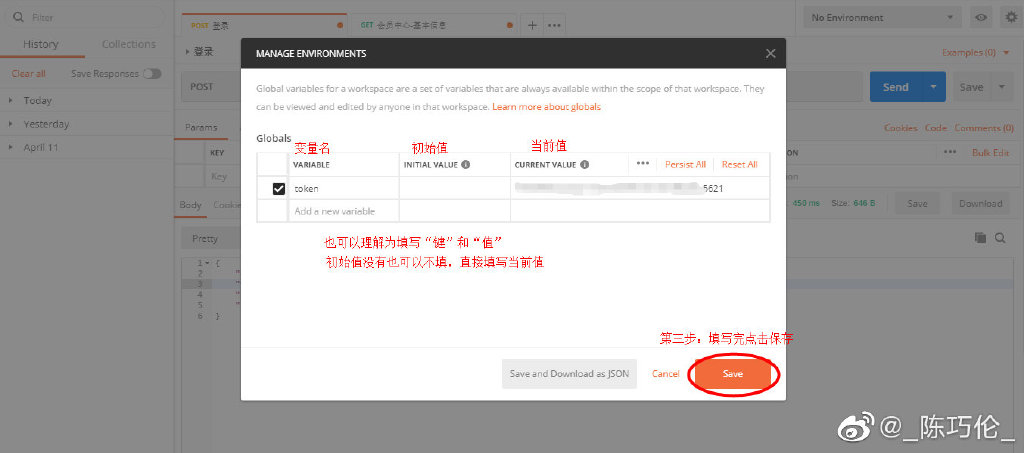 Filter
POST 登录
GET 会员中心-基本信息
No Environment
History
Collections
登录
Examples (0)
MANAGE ENVIRONMENTS
Clear all
Save Responses
Global variables for a workspace are a set of variables that are always available within the scope of that workspace. They
can be viewed and edited by anyone in that workspace. Learn more about globals
POST
Send
Save
Today
Yesterday
April 11
Params
Cookies
Code
Comments (0)
Globals
变量名
初始值
当前值
KEY
VARIABLE
INITIAL VALUE
CURRENT VALUE
Persist All
Reset All
Bulk Edit
Key
token
5621
Add a new variable
Body
450 ms
Size: 646 B
Save
Download
Pretty
也可以理解为填写“键”和“值”
初始值没有也可以不填，直接填写当前值
1 {
2 "
3 "
4 "
5 "
6 }
第三步：填写完点击保存
Save and Download as JSON
Cancel
Save
@_陈巧伦_